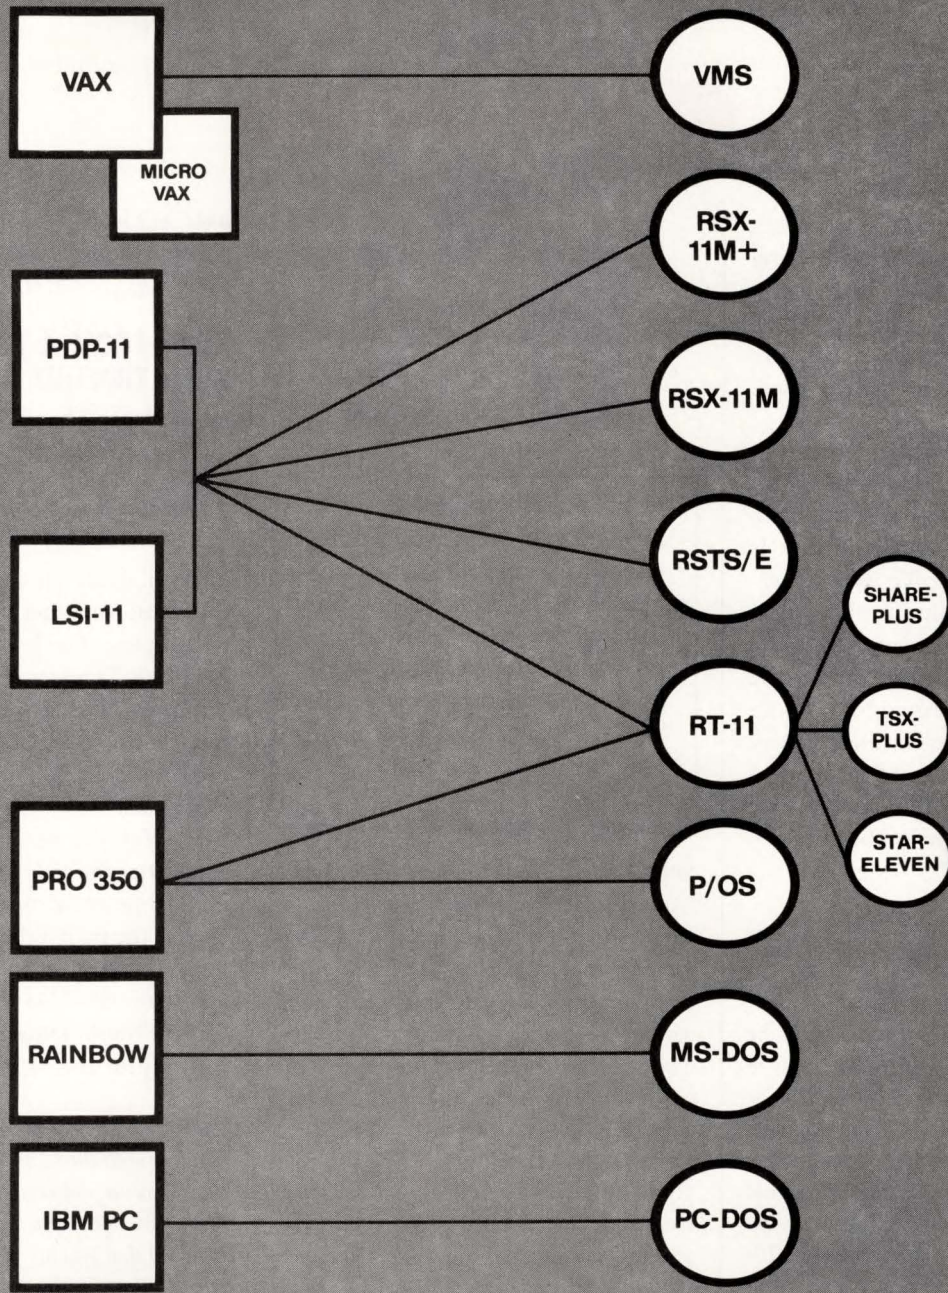 VAX
VMS
MICRO
VAX
RSX-
11M+
PDP-11
RSX-11M
RSTS/E
LSI-11
SHARE-
PLUS
RT-11
TSX-
PLUS
STAR-
ELEVEN
PRO 350
P/OS
RAINBOW
MS-DOS
IBM PC
PC-DOS